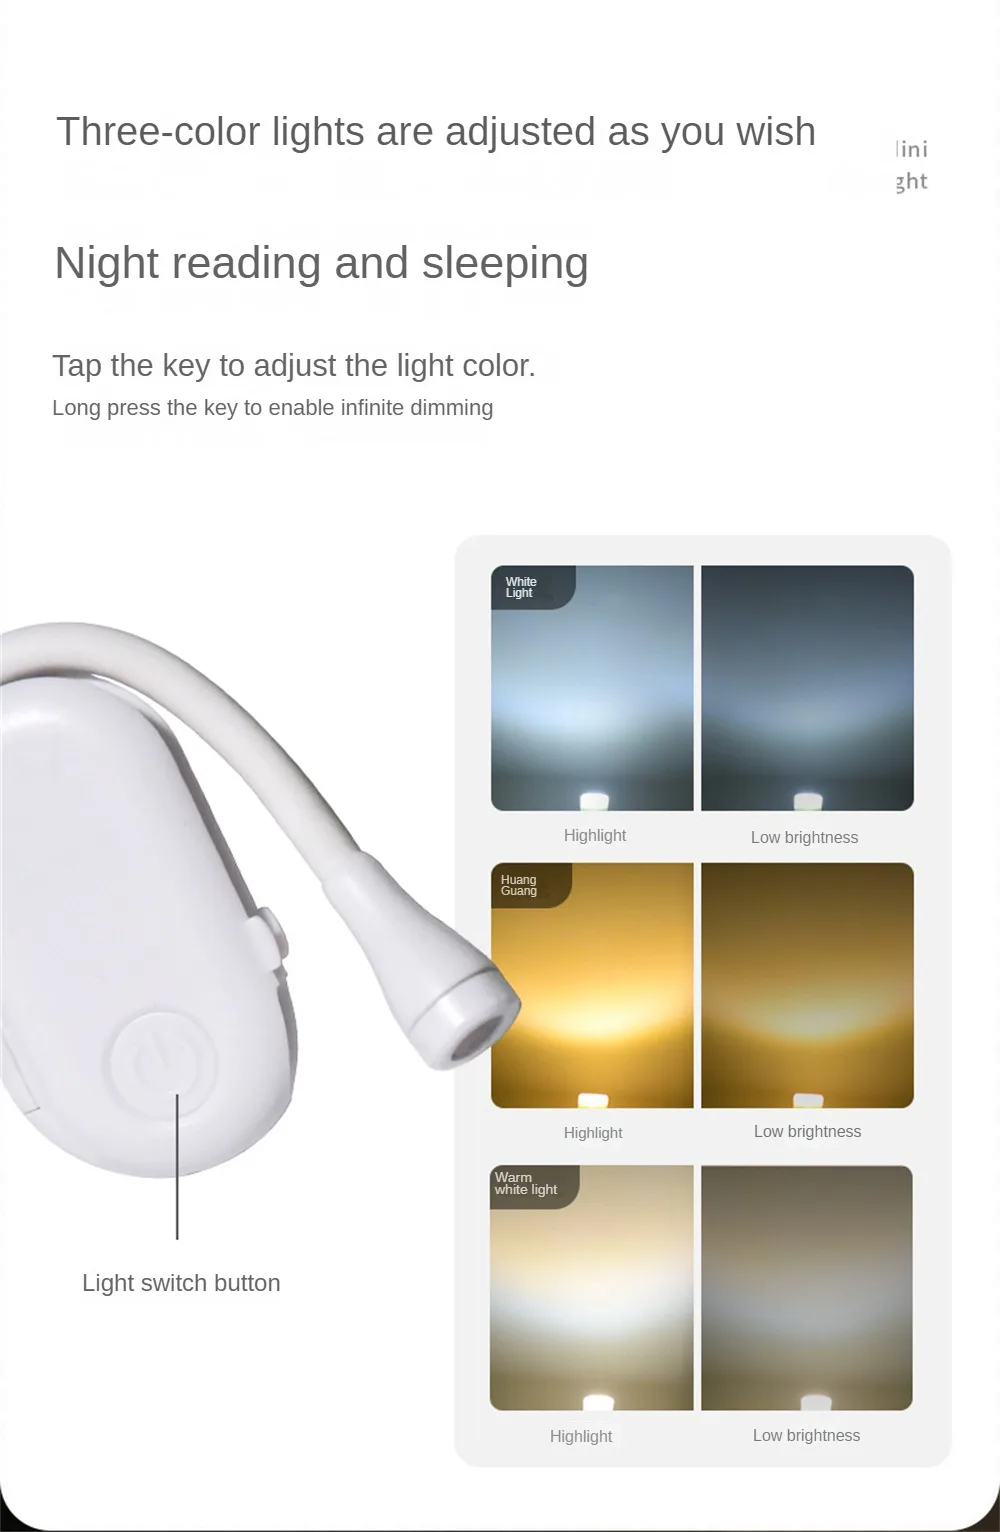 Three-color lights are adjusted as you wish
Night reading and sleeping
Tap the key to adjust the light color.
Long press the key to enable infinite dimming
White
Light
Highlight
Low brightness
Huang
Guang
Highlight
Low brightness
Warm
white light
Highlight
Low brightness
Light switch button